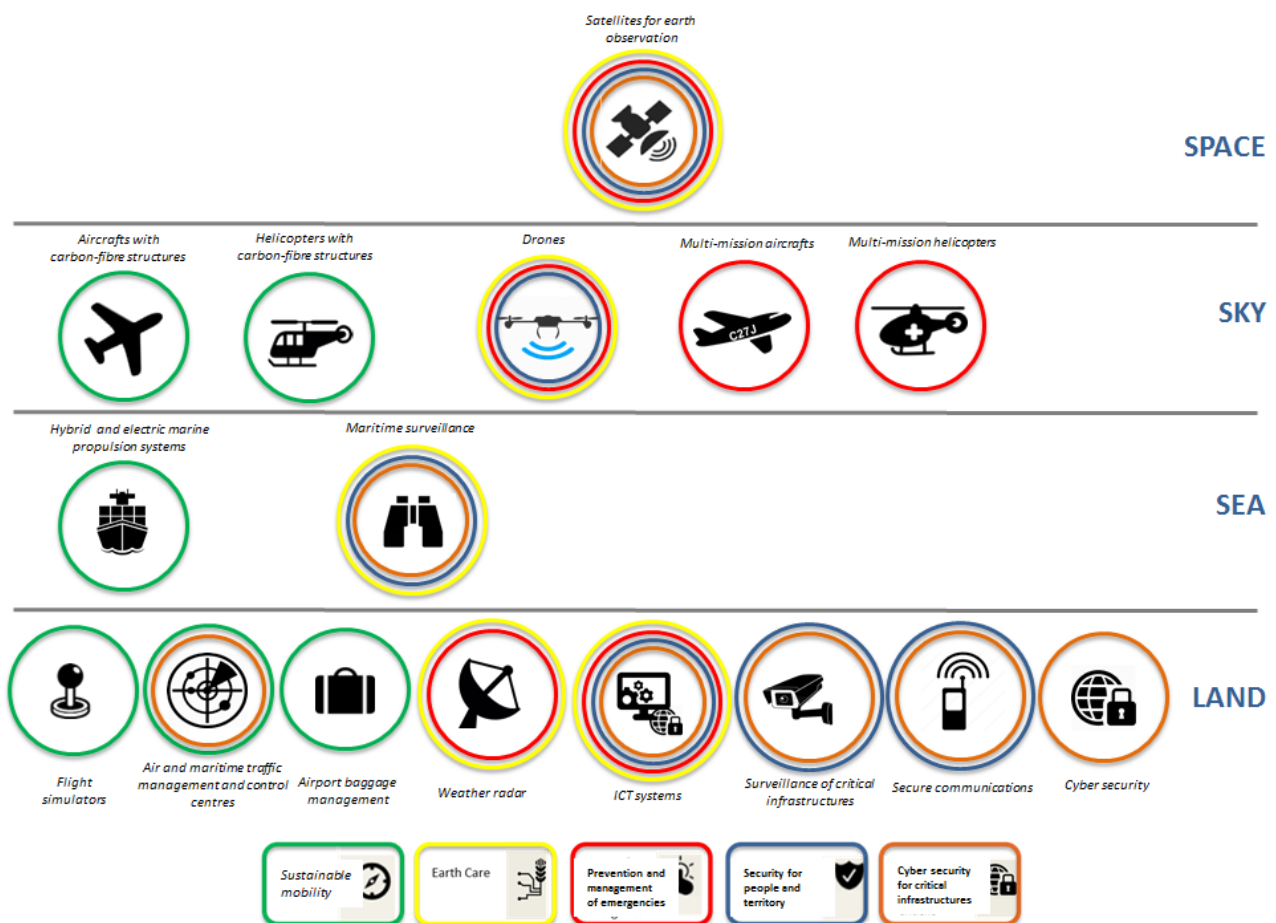 Satellites for earth
observation
SPACE
Aircrafts with
carbon-fibre structures
Helicopters with
carbon-fibre structures
Drones
Multi-mission aircrafts
Multi-mission helicopters
C27J
SKY
Hybrid and electric marine
propulsion systems
Maritime surveillance
SEA
LAND
Flight
simulators
Air and maritime traffic
management and control
centres
Airport baggage
management
Weather radar
ICT systems
Surveillance of critical
infrastructures
Secure communications
Cyber security
Sustainable
mobility
Earth Care
Prevention and
management
of emergencies
Security for
people and
territory
Cyber security
for critical
infrastructures